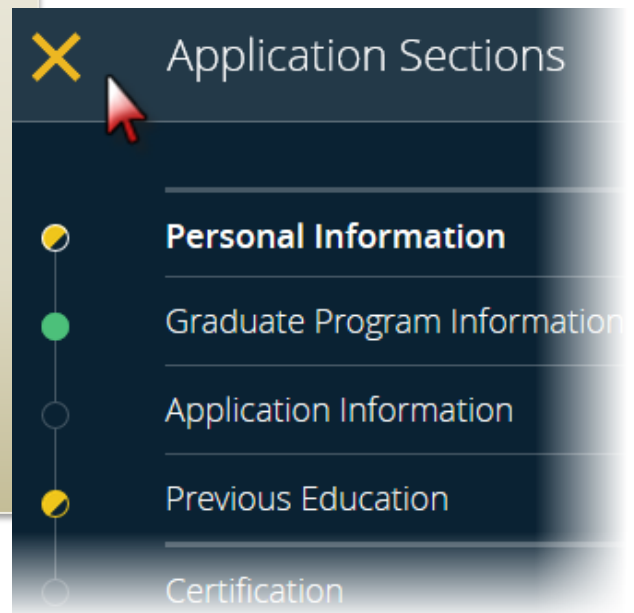 Application Sections
Personal Information
Graduate Program Information
Application Information
Previous Education
Certification